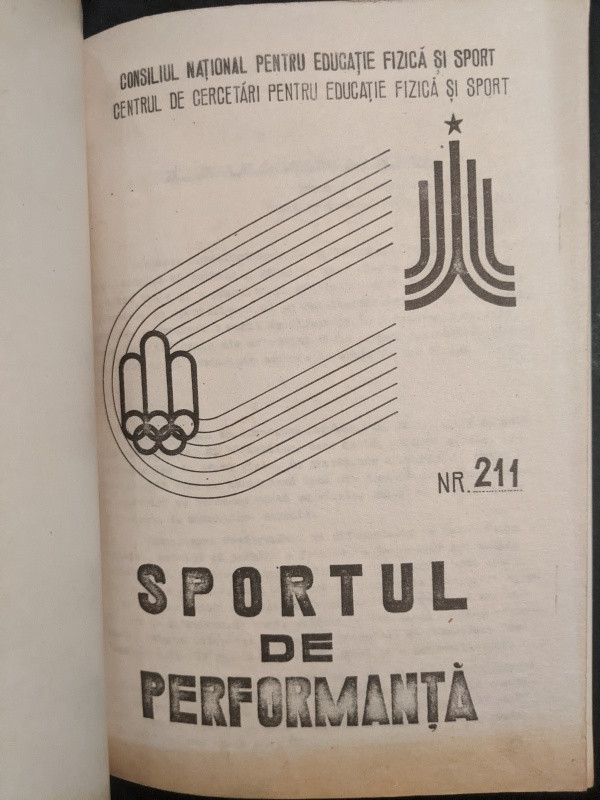 CONSILIUL NAȚIONAL PENTRU EDUCAȚIE FIZICĂ ȘI SPORT
CENTRUL DE CERCETĂRI PENTRU EDUCAȚIE FIZICĂ ȘI SPORT
NR. 211
SPORTUL
DE
PERFORMANȚĂ